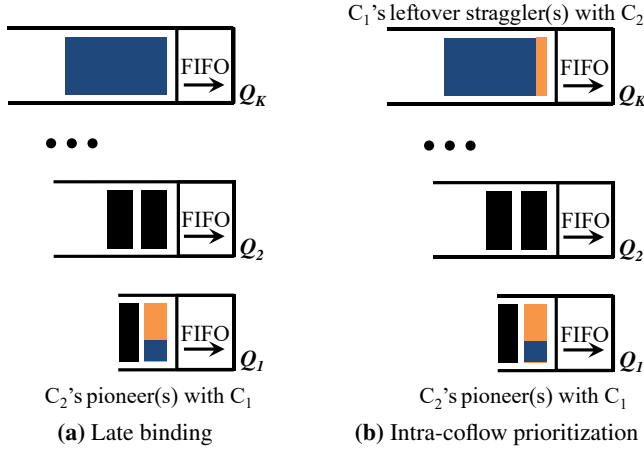 C₁'s leftover straggler(s) with C₂
FIFO
Q_K
FIFO
Q_K
• • •
• • •
FIFO
Q₂
FIFO
Q₂
FIFO
Q₁
FIFO
Q₁
C₂'s pioneer(s) with C₁
C₂'s pioneer(s) with C₁
(a) Late binding
(b) Intra-coflow prioritization